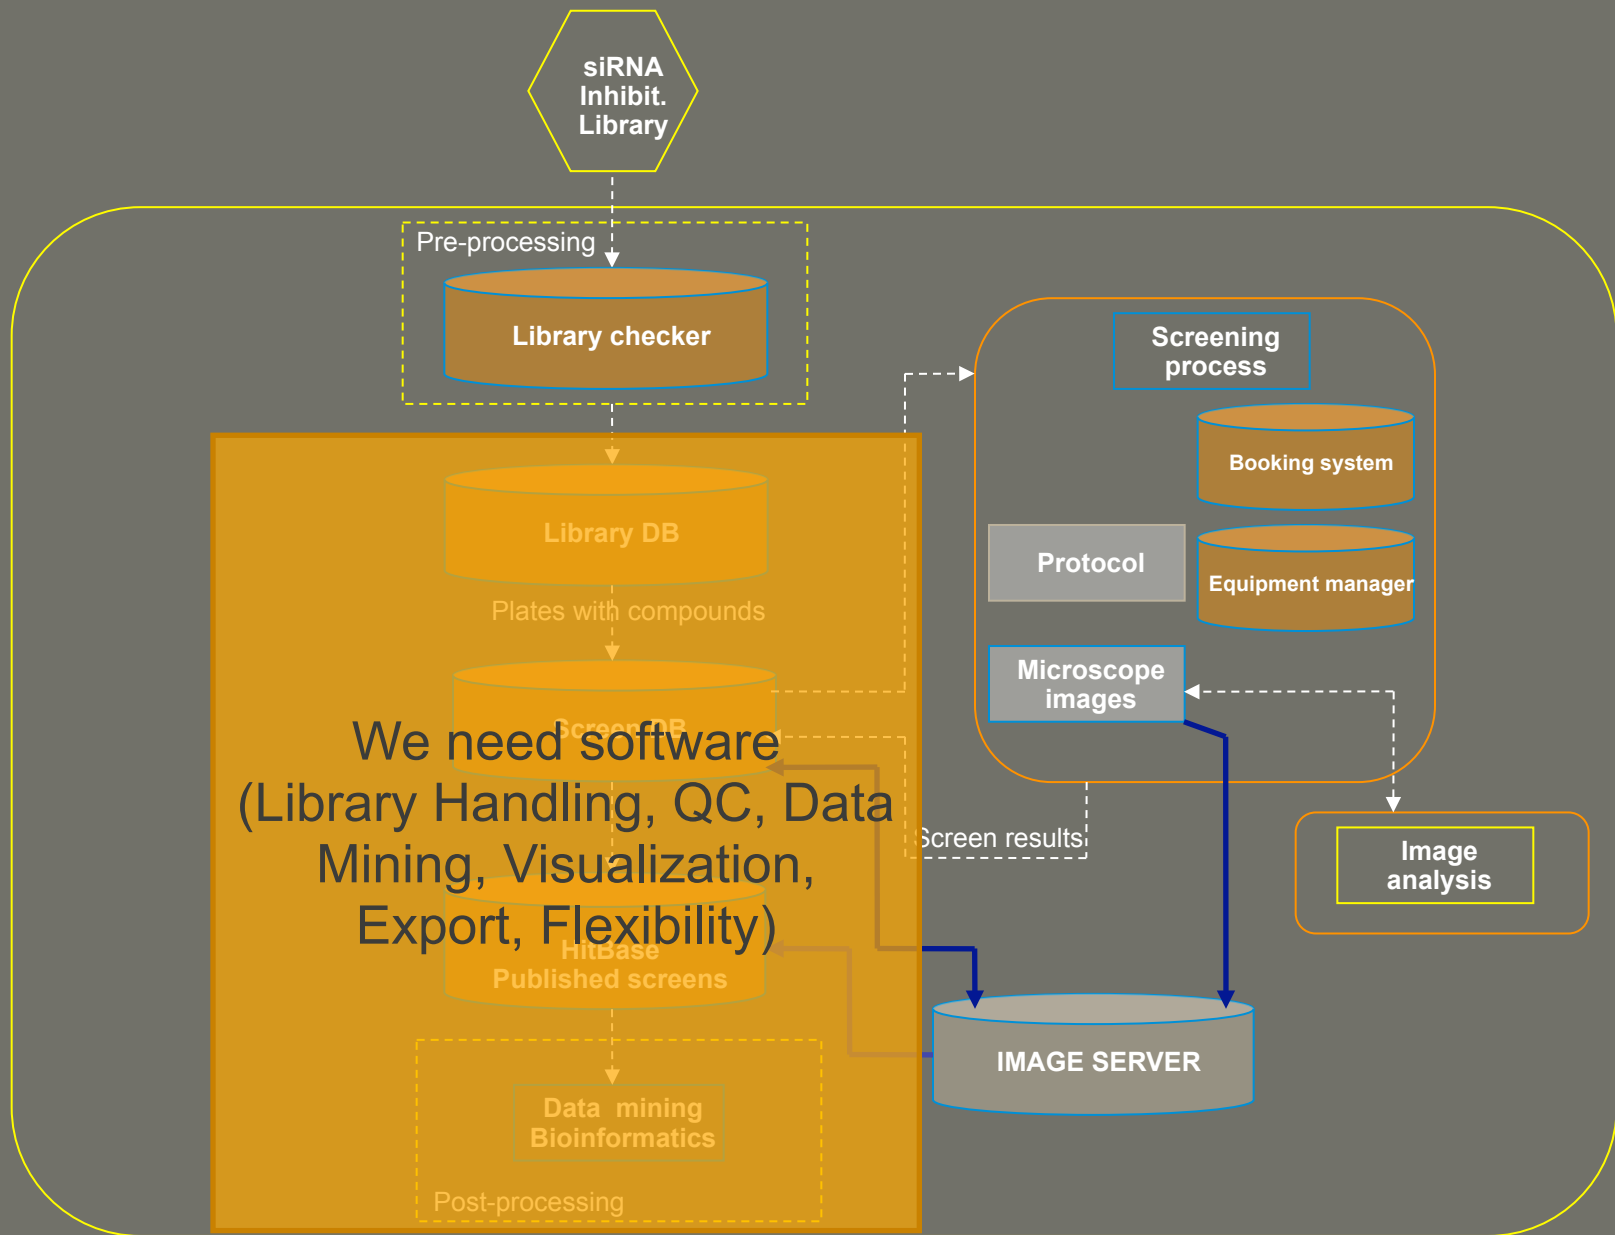 siRNA
Inhibit.
Library
Pre-processing
Library checker
Library DB
Plates with compounds
Screen DB
We need software
(Library Handling, QC, Data
Mining, Visualization,
Export, Flexibility)
HitBase
Published screens
Data mining
Bioinformatics
Post-processing
Screening
process
Booking system
Protocol
Equipment manager
Microscope
images
Screen results
Image
analysis
IMAGE SERVER